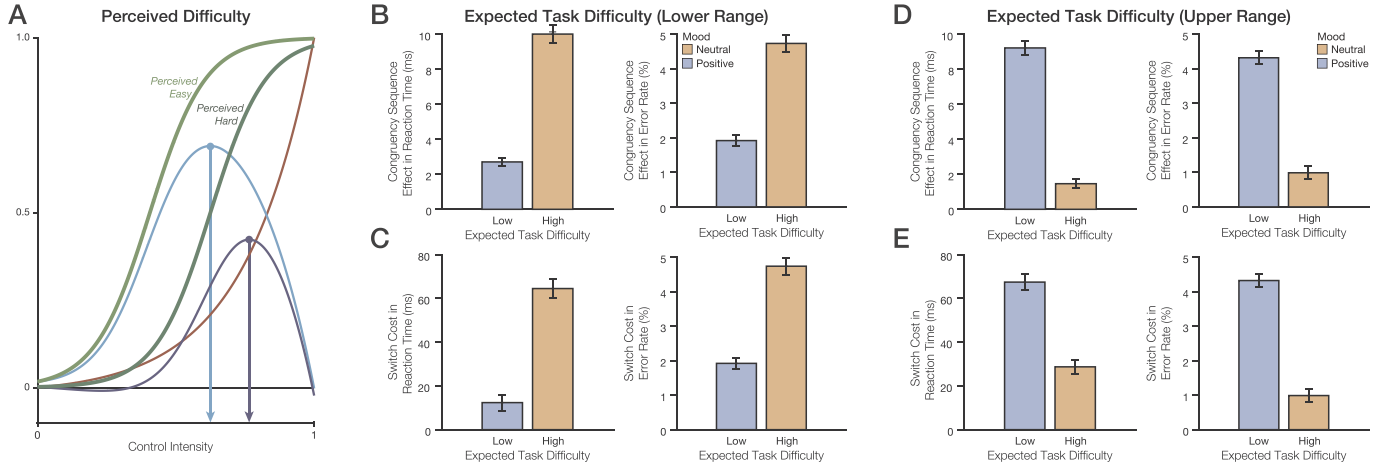 A
Perceived Difficulty
1.0
0.5
0
Perceived
Easy
Perceived
Hard
0
1
Control Intensity
B
Expected Task Difficulty (Lower Range)
Congruency Sequence
Effect in Reaction Time (ms)
10
8
6
4
2
0
Low
High
Expected Task Difficulty
Congruency Sequence
Effect in Error Rate (%)
5
4
3
2
1
0
Mood
Neutral
Positive
Low
High
Expected Task Difficulty
C
Switch Cost in
Reaction Time (ms)
80
60
40
20
0
Low
High
Expected Task Difficulty
Switch Cost in
Error Rate (%)
5
4
3
2
1
0
Low
High
Expected Task Difficulty
D
Expected Task Difficulty (Upper Range)
Congruency Sequence
Effect in Reaction Time (ms)
10
8
6
4
2
0
Low
High
Expected Task Difficulty
Congruency Sequence
Effect in Error Rate (%)
5
4
3
2
1
0
Mood
Neutral
Positive
Low
High
Expected Task Difficulty
E
Switch Cost in
Reaction Time (ms)
80
60
40
20
0
Low
High
Expected Task Difficulty
Switch Cost in
Error Rate (%)
5
4
3
2
1
0
Low
High
Expected Task Difficulty